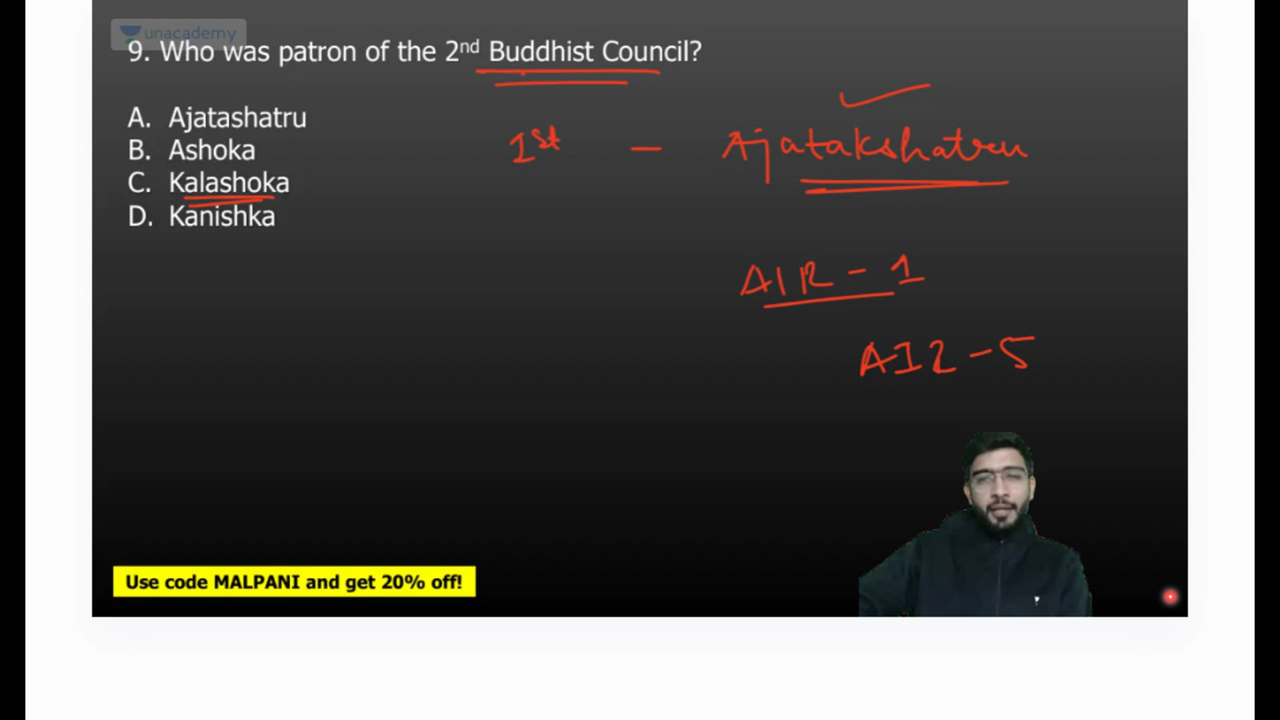 unacademy
9. Who was patron of the 2nd Buddhist Council?
A. Ajatashatru
B. Ashoka
C. Kalashoka
D. Kanishka
1st - Ajatakshatru
AIR - 1
AIR - 5
Use code MALPANI and get 20% off!